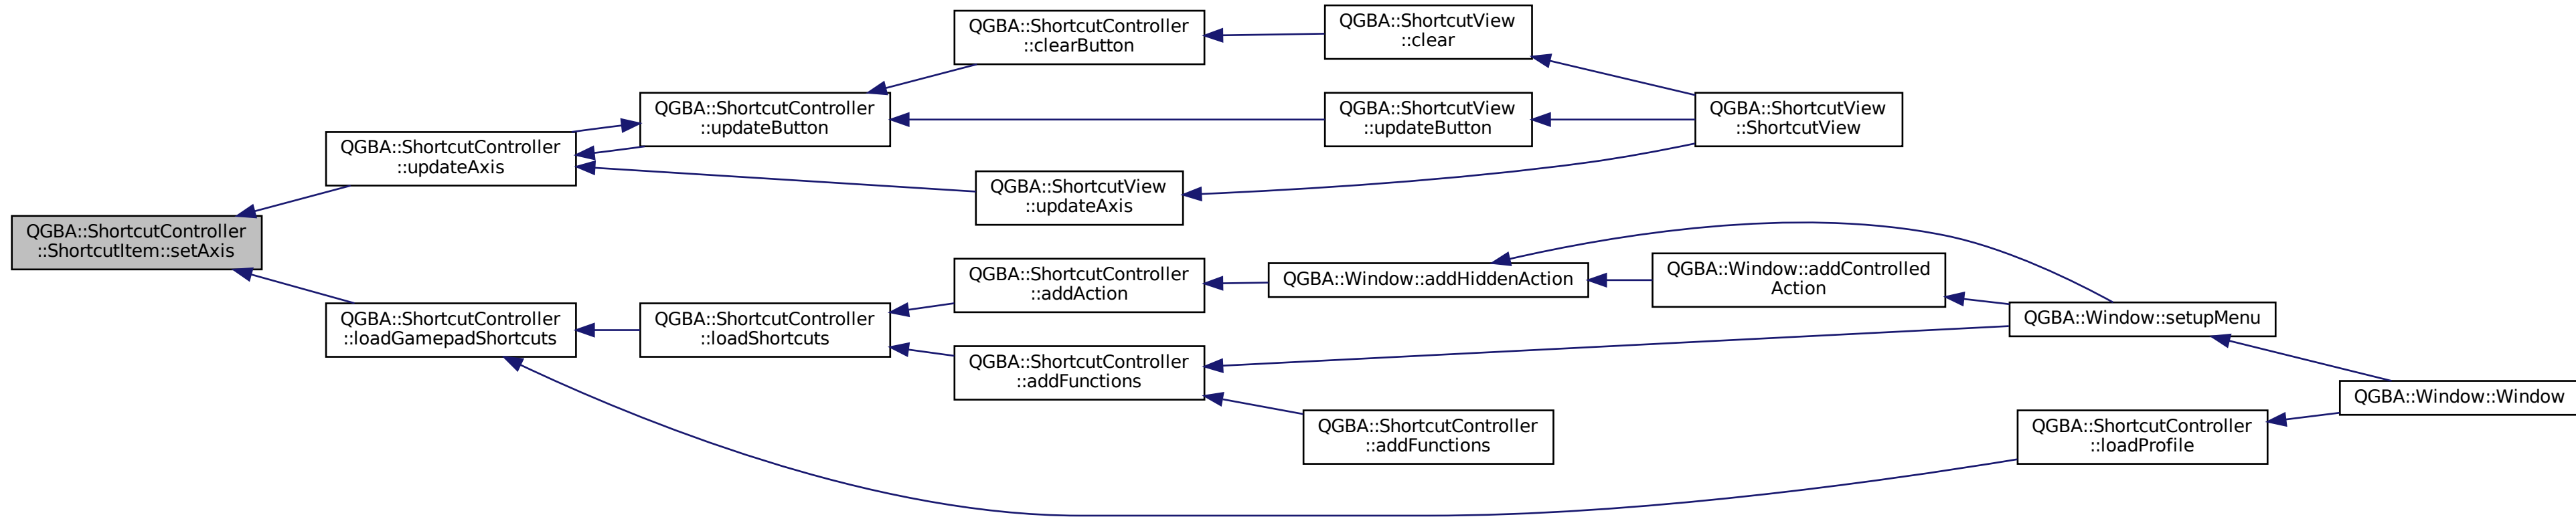 QGBA::ShortcutController
::ShortcutItem::setAxis
QGBA::ShortcutController
::updateAxis
QGBA::ShortcutController
::updateButton
QGBA::ShortcutController
::clearButton
QGBA::ShortcutView
::clear
QGBA::ShortcutView
::ShortcutView
QGBA::ShortcutView
::updateButton
QGBA::ShortcutView
::updateAxis
QGBA::ShortcutController
::loadGamepadShortcuts
QGBA::ShortcutController
::loadShortcuts
QGBA::ShortcutController
::addAction
QGBA::Window::addHiddenAction
QGBA::Window::addControlled
Action
QGBA::Window::setupMenu
QGBA::Window::Window
QGBA::ShortcutController
::addFunctions
QGBA::ShortcutController
::addFunctions
QGBA::ShortcutController
::loadProfile